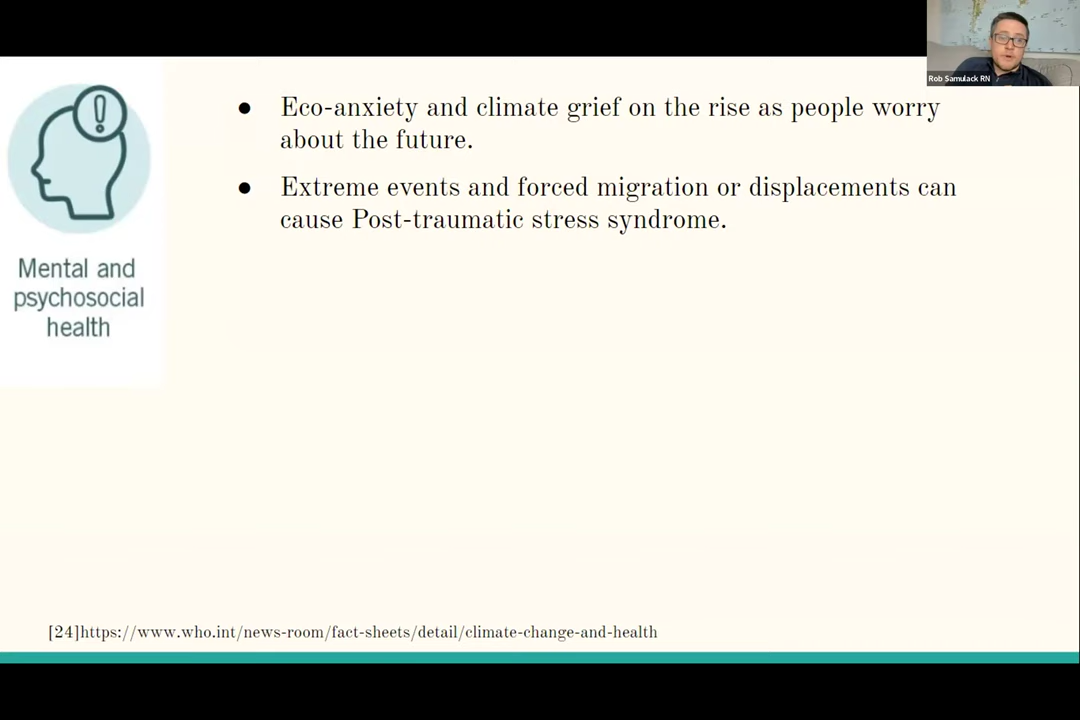 Rob Samulack RN
● Eco-anxiety and climate grief on the rise as people worry
about the future.
● Extreme events and forced migration or displacements can
cause Post-traumatic stress syndrome.
Mental and
psychosocial
health
[24]https://www.who.int/news-room/fact-sheets/detail/climate-change-and-health